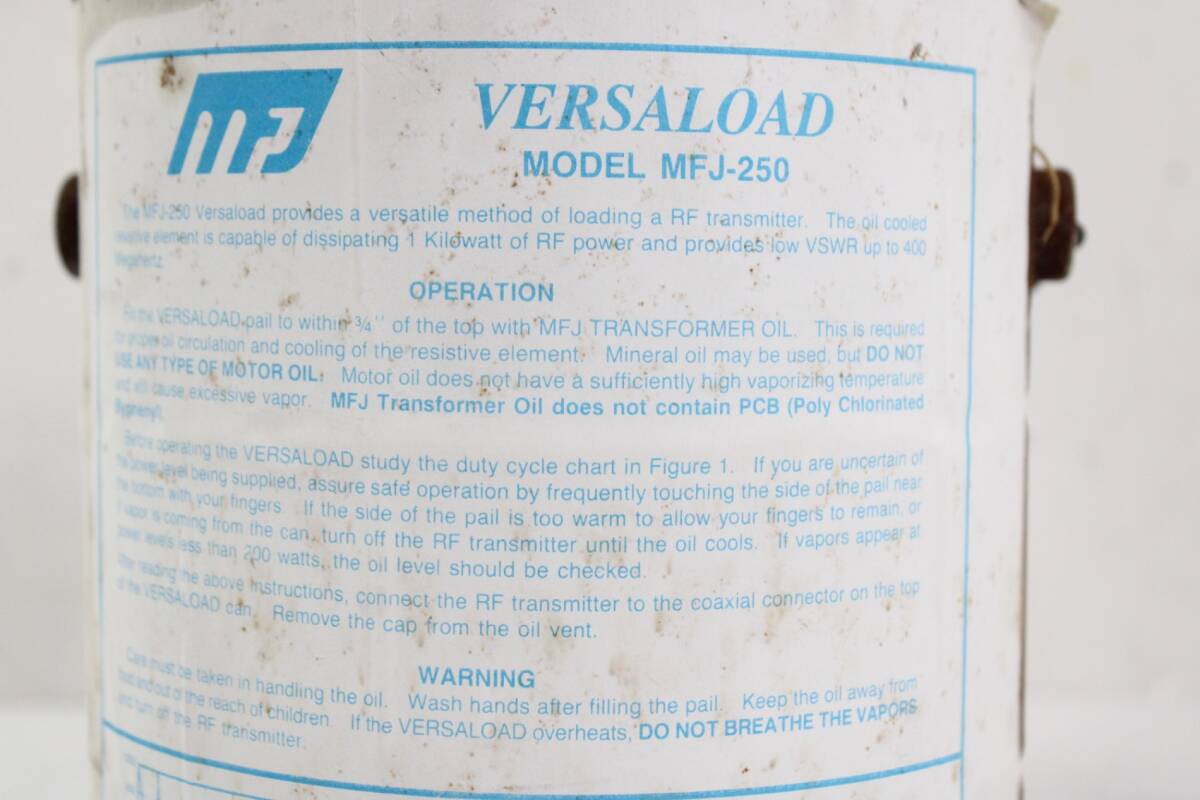 MFJ
VERSALOAD
MODEL MFJ-250
The MFJ-250 Versaload provides a versatile method of loading a RF transmitter. The oil cooled
resistive element is capable of dissipating 1 Kilowatt of RF power and provides low VSWR up to 400
Megahertz.
OPERATION
Fill the VERSALOAD pail to within 3/4'' of the top with MFJ TRANSFORMER OIL. This is required
for proper oil circulation and cooling of the resistive element. Mineral oil may be used, but DO NOT
USE ANY TYPE OF MOTOR OIL. Motor oil does not have a sufficiently high vaporizing temperature
and will cause excessive vapor. MFJ Transformer Oil does not contain PCB (Poly Chlorinated
Bypnenyl).
Before operating the VERSALOAD study the duty cycle chart in Figure 1. If you are uncertain of
the power level being supplied, assure safe operation by frequently touching the side of the pail near
the bottom with your fingers. If the side of the pail is too warm to allow your fingers to remain, or
if vapor is coming from the can, turn off the RF transmitter until the oil cools. If vapors appear at
power levels less than 200 watts, the oil level should be checked.
After reading the above instructions, connect the RF transmitter to the coaxial connector on the top
of the VERSALOAD can. Remove the cap from the oil vent.
WARNING
Care must be taken in handling the oil. Wash hands after filling the pail. Keep the oil away from
food and out of the reach of children. If the VERSALOAD overheats, DO NOT BREATHE THE VAPORS
and turn off the RF transmitter.